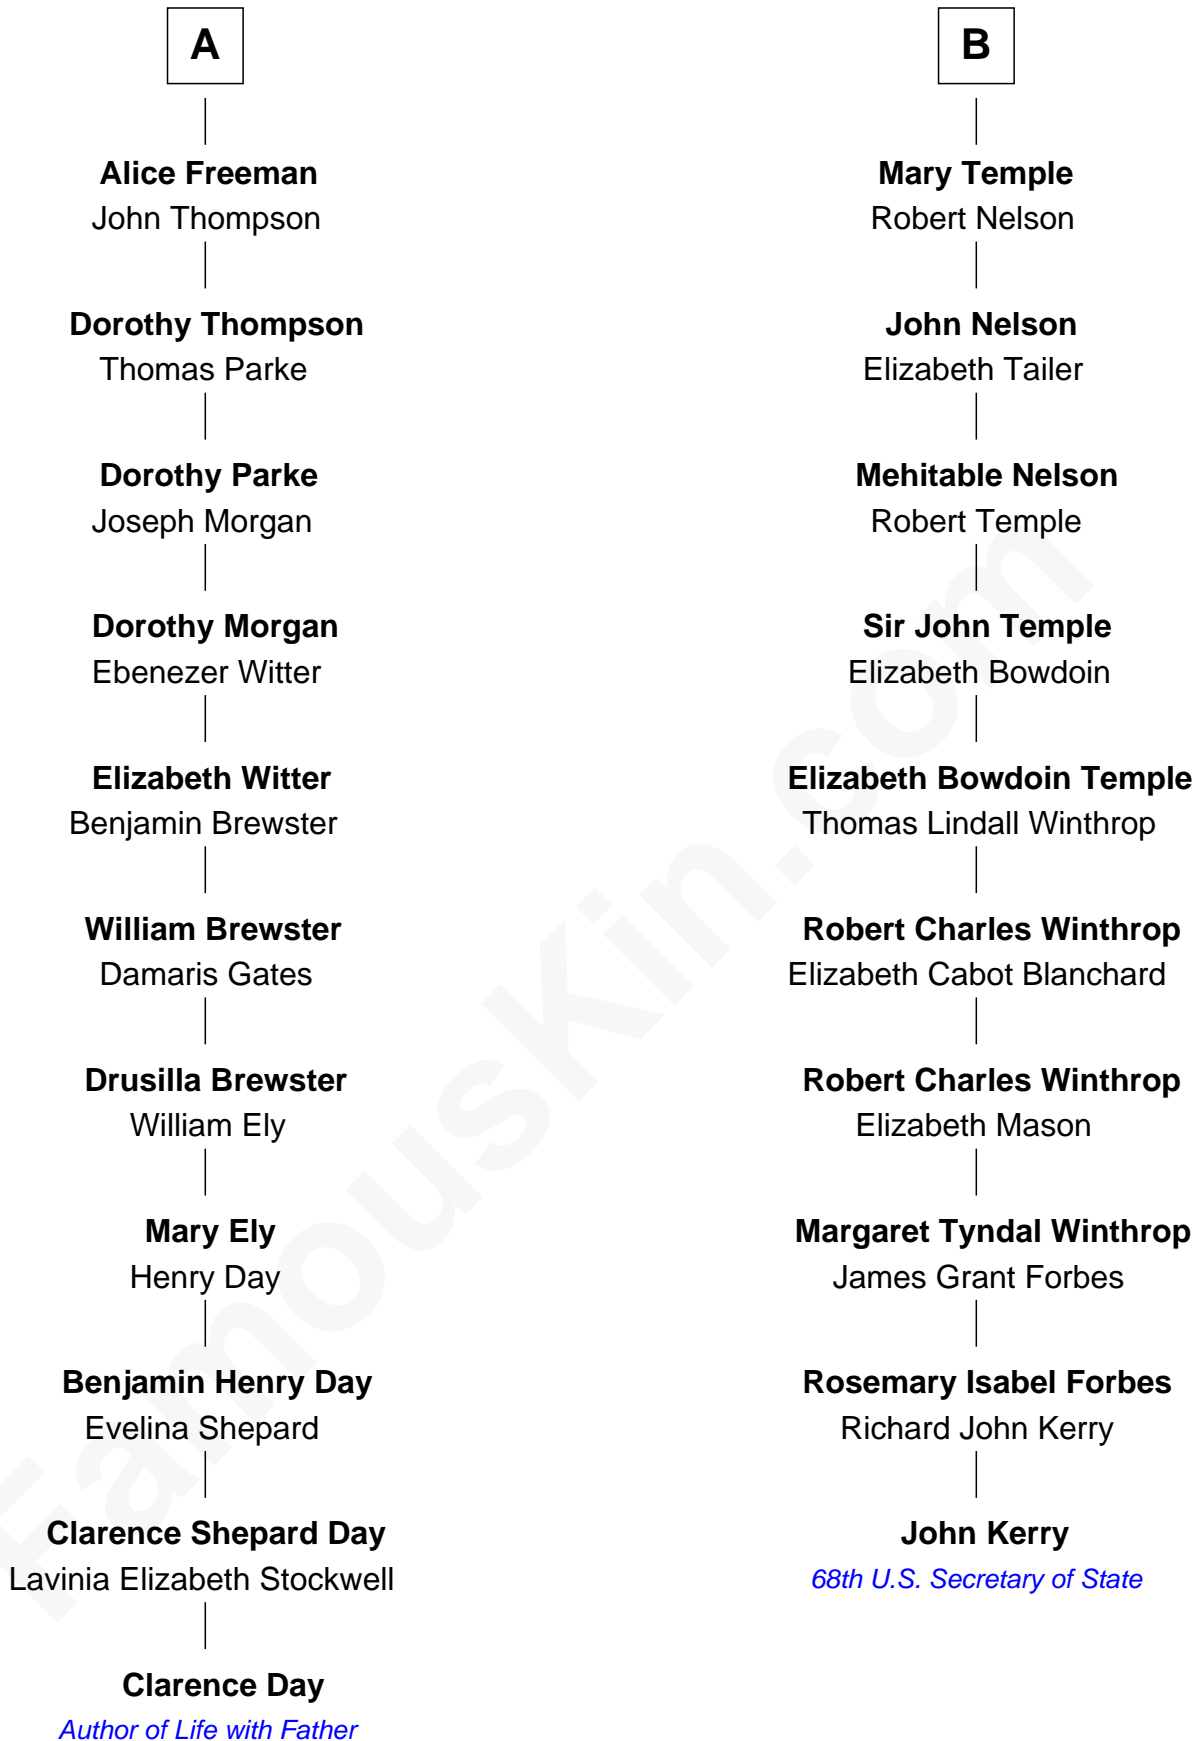 A
Alice Freeman
John Thompson
Dorothy Thompson
Thomas Parke
Dorothy Parke
Joseph Morgan
Dorothy Morgan
Ebenezer Witter
Elizabeth Witter
Benjamin Brewster
William Brewster
Damaris Gates
Drusilla Brewster
William Ely
Mary Ely
Henry Day
Benjamin Henry Day
Evelina Shepard
Clarence Shepard Day
Lavinia Elizabeth Stockwell
Clarence Day
Author of Life with Father
B
Mary Temple
Robert Nelson
John Nelson
Elizabeth Tailer
Mehitable Nelson
Robert Temple
Sir John Temple
Elizabeth Bowdoin
Elizabeth Bowdoin Temple
Thomas Lindall Winthrop
Robert Charles Winthrop
Elizabeth Cabot Blanchard
Robert Charles Winthrop
Elizabeth Mason
Margaret Tyndal Winthrop
James Grant Forbes
Rosemary Isabel Forbes
Richard John Kerry
John Kerry
68th U.S. Secretary of State
FamousKin.com